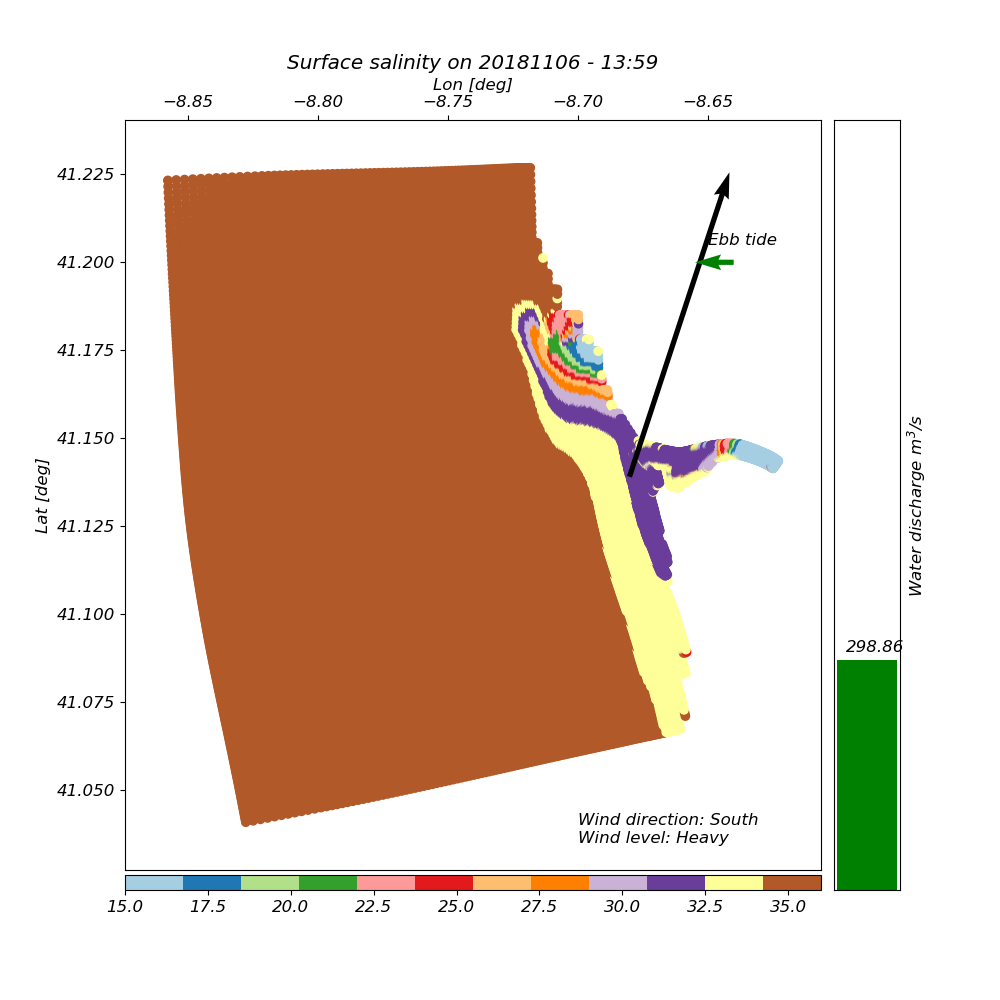 Surface salinity on 20181106 - 13:59
Lon [deg]
−8.85 −8.80 −8.75 −8.70 −8.65
41.225
41.200
41.175
41.150
41.125
41.100
41.075
41.050
Lat [deg]
Ebb tide
Wind direction: South
Wind level: Heavy
298.86
Water discharge m³/s
15.0 17.5 20.0 22.5 25.0 27.5 30.0 32.5 35.0